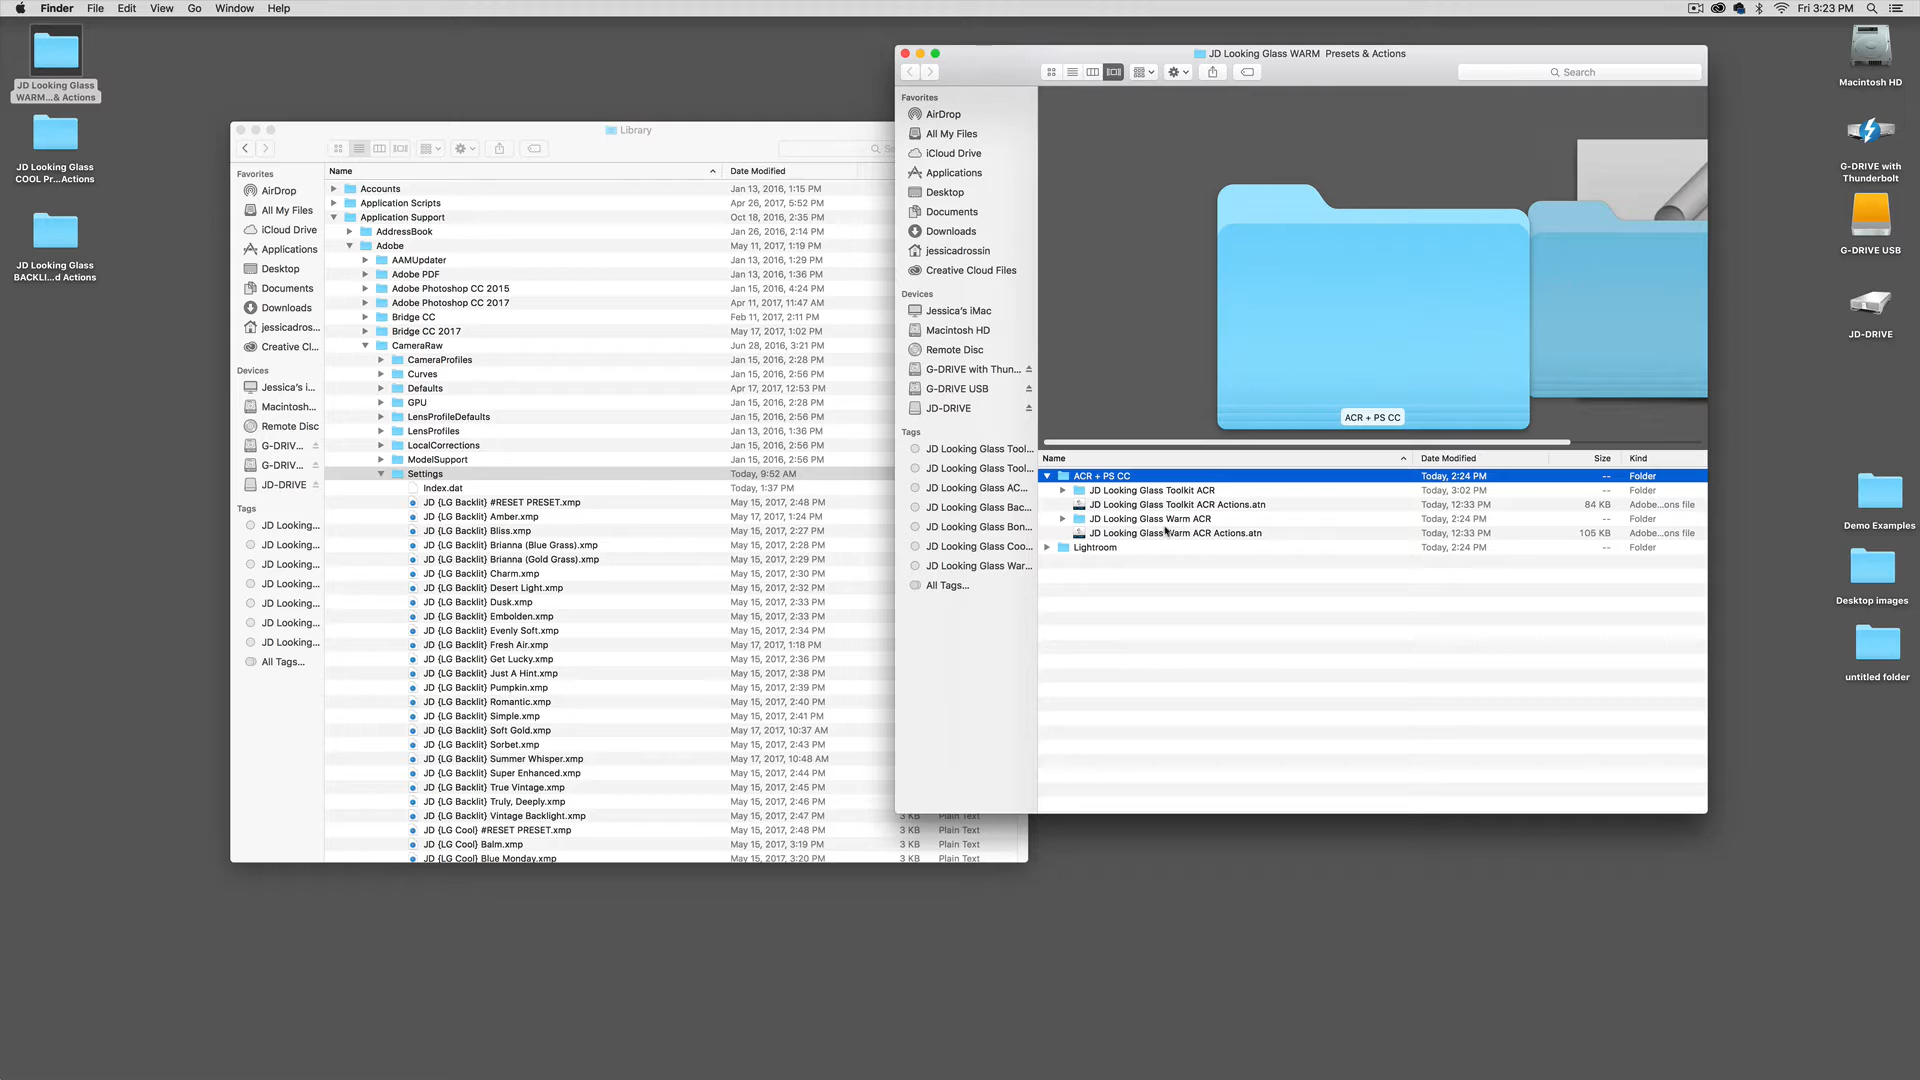 Finder File Edit View Go Window Help
Fri 3:23 PM
JD Looking Glass
WARM...& Actions
JD Looking Glass
COOL Pr...Actions
JD Looking Glass
BACKLI...d Actions
Library
Favorites
AirDrop
All My Files
iCloud Drive
Applications
Desktop
Documents
Downloads
jessicadros...
Creative Cl...
Devices
Jessica's i...
Macintosh...
Remote Disc
G-DRIV...
G-DRIV...
JD-DRIVE
Tags
JD Looking...
JD Looking...
JD Looking...
JD Looking...
JD Looking...
JD Looking...
JD Looking...
All Tags...
Name Date Modified
Accounts Jan 13, 2016, 1:15 PM
Application Scripts Apr 26, 2017, 5:52 PM
Application Support Oct 18, 2016, 2:35 PM
AddressBook Jan 26, 2016, 2:14 PM
Adobe May 11, 2017, 1:19 PM
AAMUpdater Jan 13, 2016, 1:29 PM
Adobe PDF Jan 13, 2016, 1:36 PM
Adobe Photoshop CC 2015 Jan 15, 2016, 4:24 PM
Adobe Photoshop CC 2017 Apr 11, 2017, 11:47 AM
Bridge CC Feb 11, 2017, 2:11 PM
Bridge CC 2017 May 17, 2017, 1:02 PM
CameraRaw Jun 28, 2016, 3:21 PM
CameraProfiles Jan 15, 2016, 2:28 PM
Curves Jan 15, 2016, 2:56 PM
Defaults Apr 17, 2017, 12:53 PM
GPU Jan 15, 2016, 2:28 PM
LensProfileDefaults Jan 15, 2016, 2:56 PM
LensProfiles Jan 13, 2016, 1:36 PM
LocalCorrections Jan 15, 2016, 2:56 PM
ModelSupport Jan 15, 2016, 2:56 PM
Settings Today, 9:52 AM
Index.dat Today, 1:37 PM
JD {LG Backlit} #RESET PRESET.xmp May 15, 2017, 2:48 PM
JD {LG Backlit} Amber.xmp May 17, 2017, 1:24 PM
JD {LG Backlit} Bliss.xmp May 15, 2017, 2:27 PM
JD {LG Backlit} Brianna (Blue Grass).xmp May 15, 2017, 2:28 PM
JD {LG Backlit} Brianna (Gold Grass).xmp May 15, 2017, 2:29 PM
JD {LG Backlit} Charm.xmp May 15, 2017, 2:30 PM
JD {LG Backlit} Desert Light.xmp May 15, 2017, 2:32 PM
JD {LG Backlit} Dusk.xmp May 15, 2017, 2:33 PM
JD {LG Backlit} Embolden.xmp May 15, 2017, 2:33 PM
JD {LG Backlit} Evenly Soft.xmp May 15, 2017, 2:34 PM
JD {LG Backlit} Fresh Air.xmp May 17, 2017, 1:18 PM
JD {LG Backlit} Get Lucky.xmp May 15, 2017, 2:36 PM
JD {LG Backlit} Just A Hint.xmp May 15, 2017, 2:38 PM
JD {LG Backlit} Pumpkin.xmp May 15, 2017, 2:39 PM
JD {LG Backlit} Romantic.xmp May 15, 2017, 2:40 PM
JD {LG Backlit} Simple.xmp May 15, 2017, 2:41 PM
JD {LG Backlit} Soft Gold.xmp May 17, 2017, 10:37 AM
JD {LG Backlit} Sorbet.xmp May 15, 2017, 2:43 PM
JD {LG Backlit} Summer Whisper.xmp May 17, 2017, 10:48 AM
JD {LG Backlit} Super Enhanced.xmp May 15, 2017, 2:44 PM
JD {LG Backlit} True Vintage.xmp May 15, 2017, 2:45 PM
JD {LG Backlit} Truly, Deeply.xmp May 15, 2017, 2:46 PM
JD {LG Backlit} Vintage Backlight.xmp May 15, 2017, 2:47 PM 3 KB Plain Text
JD {LG Cool} #RESET PRESET.xmp May 15, 2017, 2:48 PM 3 KB Plain Text
JD {LG Cool} Balm.xmp May 15, 2017, 3:19 PM 3 KB Plain Text
JD {LG Cool} Blue Monday.xmp May 15, 2017, 3:20 PM 3 KB Plain Text
JD Looking Glass WARM Presets & Actions
Search
Favorites
AirDrop
All My Files
iCloud Drive
Applications
Desktop
Documents
Downloads
jessicadrossin
Creative Cloud Files
Devices
Jessica's iMac
Macintosh HD
Remote Disc
G-DRIVE with Thun...
G-DRIVE USB
JD-DRIVE
Tags
JD Looking Glass Tool...
JD Looking Glass Tool...
JD Looking Glass AC...
JD Looking Glass Bac...
JD Looking Glass Bon...
JD Looking Glass Coo...
JD Looking Glass War...
All Tags...
ACR + PS CC
Name Date Modified Size Kind
ACR + PS CC Today, 2:24 PM -- Folder
JD Looking Glass Toolkit ACR Today, 3:02 PM -- Folder
JD Looking Glass Toolkit ACR Actions.atn Today, 12:33 PM 84 KB Adobe...ons file
JD Looking Glass Warm ACR Today, 2:24 PM -- Folder
JD Looking Glass Warm ACR Actions.atn Today, 12:33 PM 105 KB Adobe...ons file
Lightroom Today, 2:24 PM -- Folder
Macintosh HD
G-DRIVE with
Thunderbolt
G-DRIVE USB
JD-DRIVE
Demo Examples
Desktop images
untitled folder